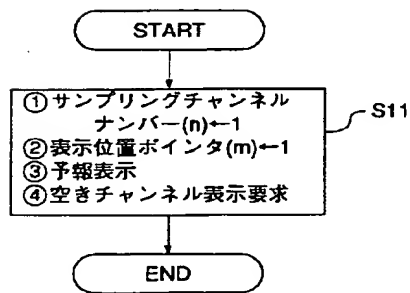 START
①サンプリングチャンネル
ナンバー(n)←1
②表示位置ポインタ(m)←1
③予報表示
④空きチャンネル表示要求
S11
END